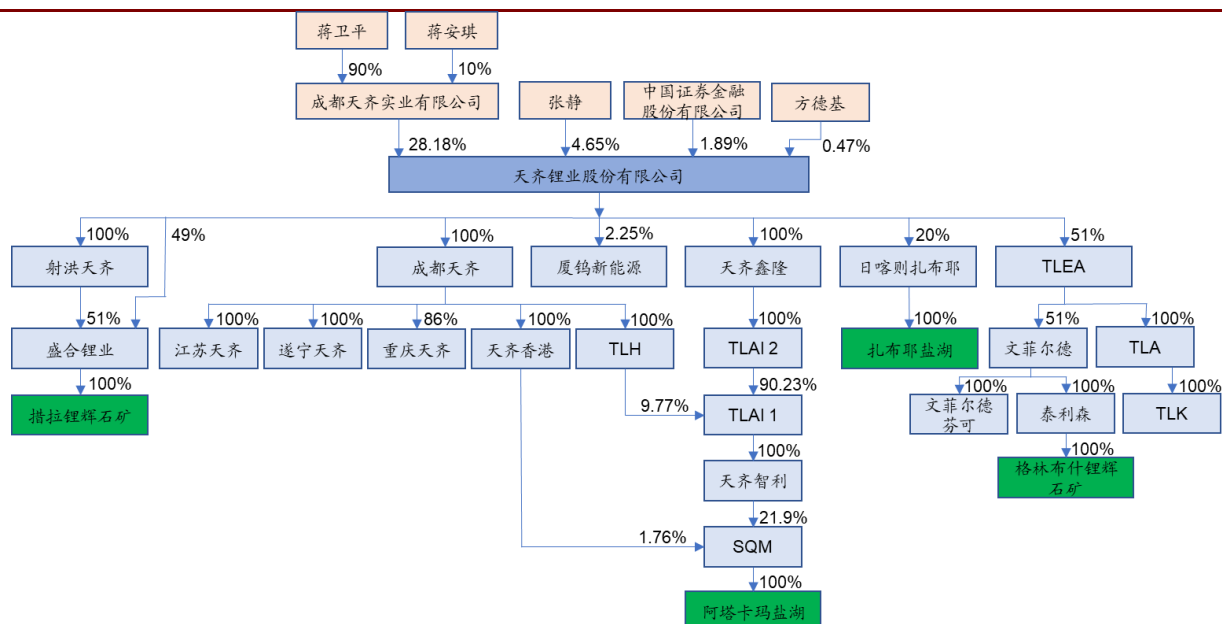 蒋卫平
蒋安琪
90%
10%
成都天齐实业有限公司
张静
中国证券金融
股份有限公司
方德基
28.18%
4.65%
1.89%
0.47%
天齐锂业股份有限公司
100%
49%
100%
2.25%
100%
20%
51%
射洪天齐
成都天齐
厦钨新能源
天齐鑫隆
日喀则扎布耶
TLEA
51%
100%
100%
86%
100%
100%
100%
100%
51%
100%
盛合锂业
江苏天齐
遂宁天齐
重庆天齐
天齐香港
TLH
TLAI 2
扎布耶盐湖
文菲尔德
TLA
100%
90.23%
100%
100%
100%
措拉锂辉石矿
9.77%
TLAI 1
文菲尔德
芬可
泰利森
TLK
100%
100%
天齐智利
格林布什锂辉
石矿
21.9%
1.76%
SQM
100%
阿塔卡玛盐湖